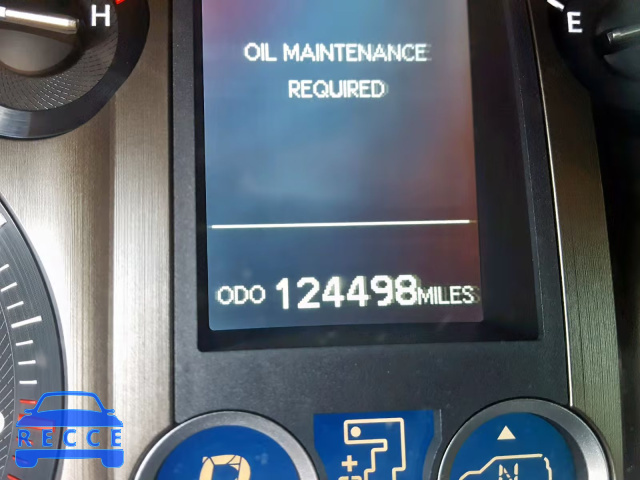 H
E
OIL MAINTENANCE
REQUIRED
ODO 124498 MILES
N
RECCE